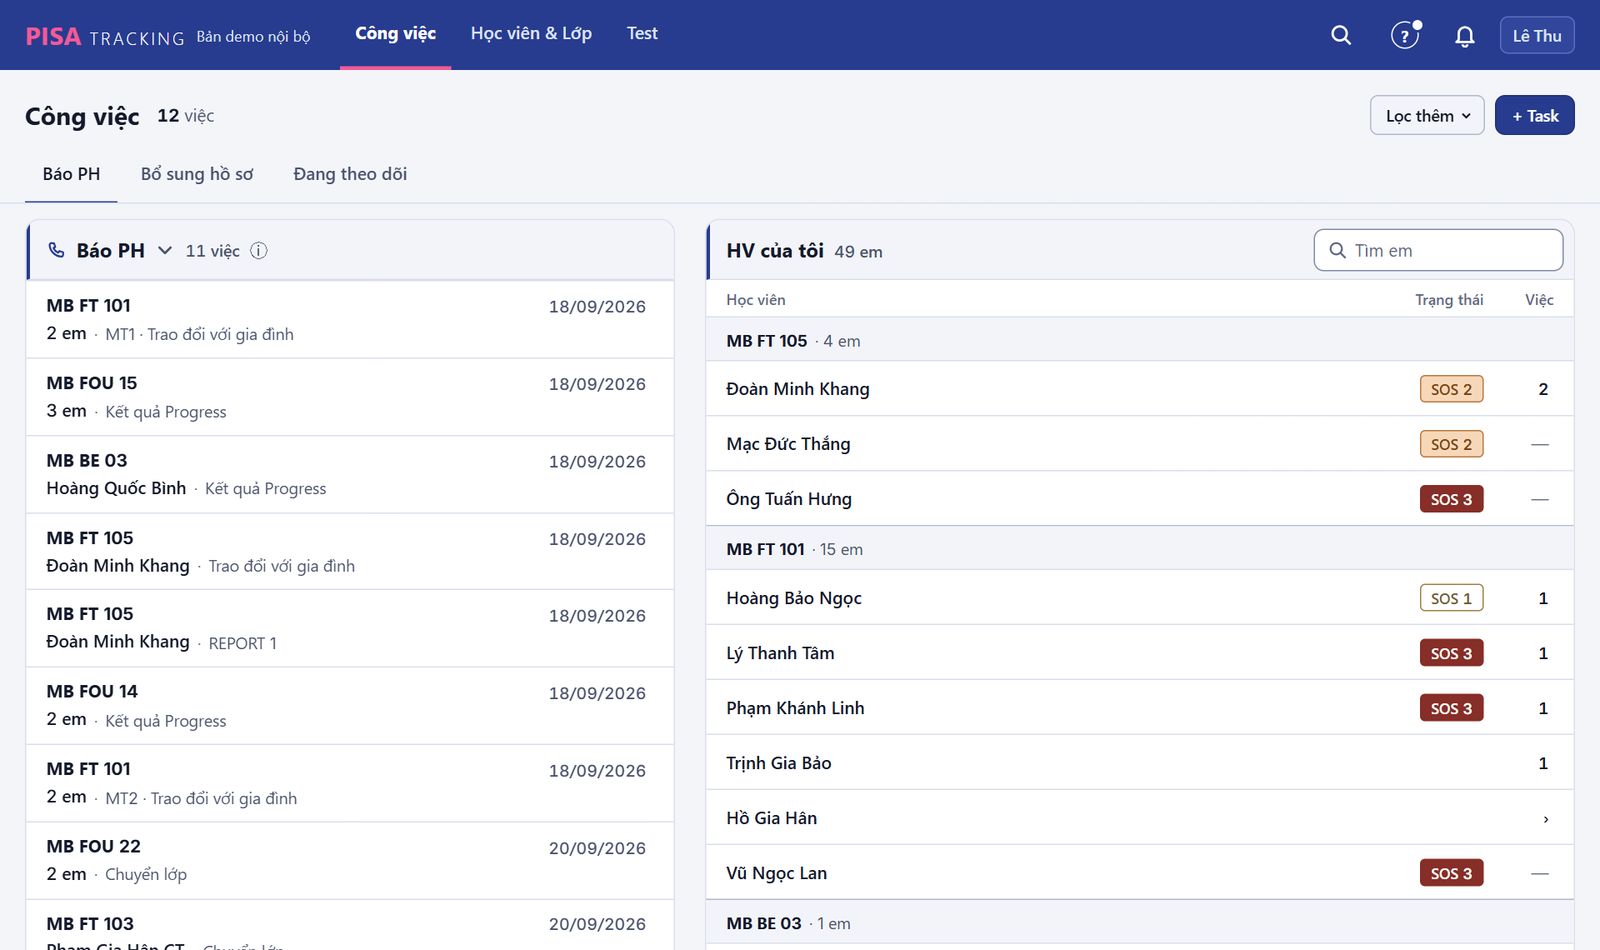 PISA TRACKING Bản demo nội bộ Công việc Học viên & Lớp Test ? Lê Thu
Công việc 12 việc Lọc thêm + Task
Báo PH Bổ sung hồ sơ Đang theo dõi
Báo PH 11 việc
MB FT 101 18/09/2026
2 em · MT1 · Trao đổi với gia đình
MB FOU 15 18/09/2026
3 em · Kết quả Progress
MB BE 03 18/09/2026
Hoàng Quốc Bình · Kết quả Progress
MB FT 105 18/09/2026
Đoàn Minh Khang · Trao đổi với gia đình
MB FT 105 18/09/2026
Đoàn Minh Khang · REPORT 1
MB FOU 14 18/09/2026
2 em · Kết quả Progress
MB FT 101 18/09/2026
2 em · MT2 · Trao đổi với gia đình
MB FOU 22 20/09/2026
2 em · Chuyển lớp
MB FT 103 20/09/2026
Phạm Gia Hân CT · Chuyển lớp
HV của tôi 49 em Tìm em
Học viên Trạng thái Việc
MB FT 105 · 4 em
Đoàn Minh Khang SOS 2 2
Mạc Đức Thắng SOS 2 —
Ông Tuấn Hưng SOS 3 —
MB FT 101 · 15 em
Hoàng Bảo Ngọc SOS 1 1
Lý Thanh Tâm SOS 3 1
Phạm Khánh Linh SOS 3 1
Trịnh Gia Bảo 1
Hồ Gia Hân ›
Vũ Ngọc Lan SOS 3 —
MB BE 03 · 1 em